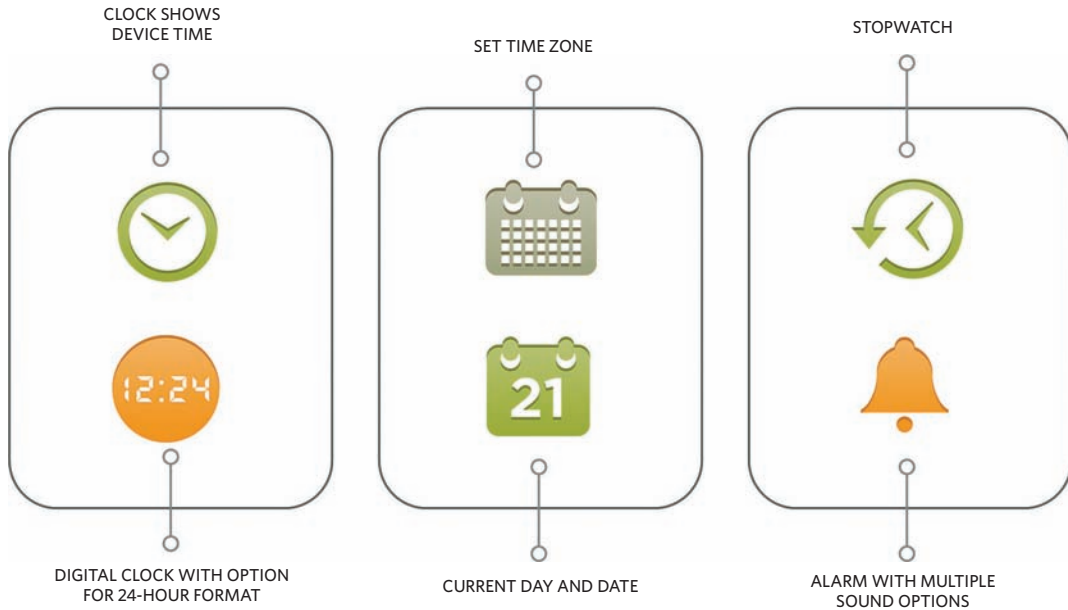 CLOCK SHOWS
DEVICE TIME
SET TIME ZONE
STOPWATCH
12:24
21
DIGITAL CLOCK WITH OPTION
FOR 24-HOUR FORMAT
CURRENT DAY AND DATE
ALARM WITH MULTIPLE
SOUND OPTIONS